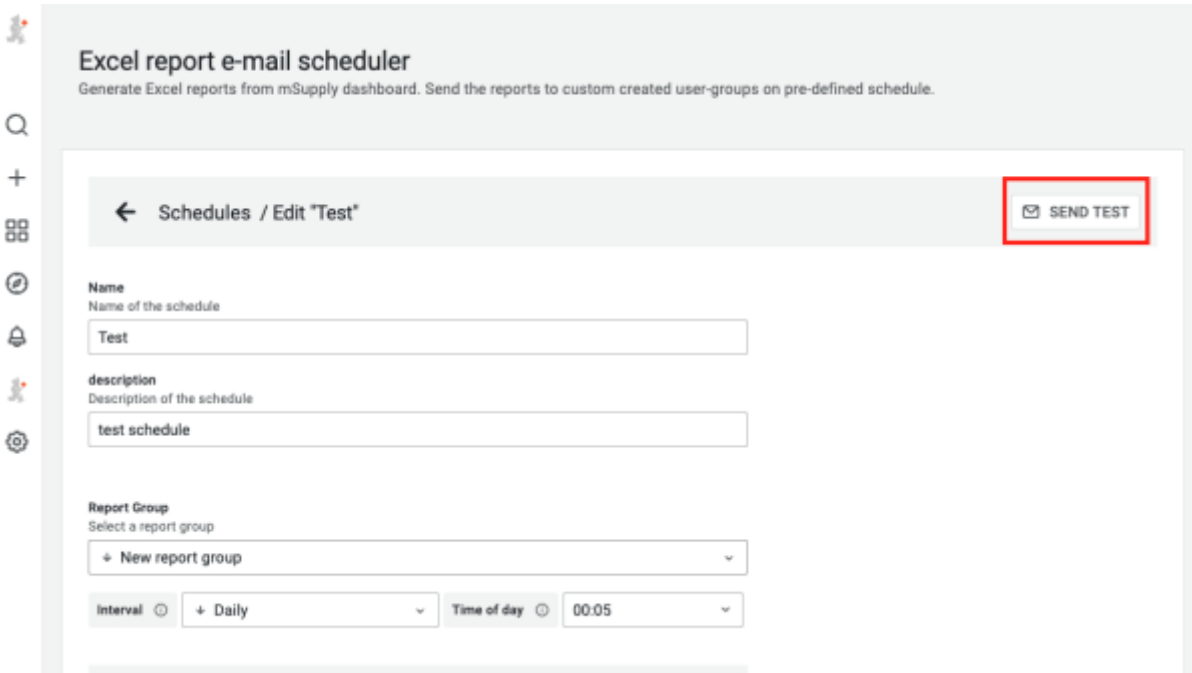 Excel report e-mail scheduler
Generate Excel reports from mSupply dashboard. Send the reports to custom created user-groups on pre-defined schedule.
Schedules / Edit "Test"
SEND TEST
Name
Name of the schedule
Test
description
Description of the schedule
test schedule
Report Group
Select a report group
New report group
Interval Daily Time of day 00:05